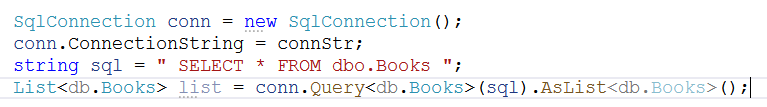 SqlConnection conn = new SqlConnection();
conn.ConnectionString = connStr;
string sql = " SELECT * FROM dbo.Books ";
List<db.Books> list = conn.Query<db.Books>(sql).AsList<db.Books>();